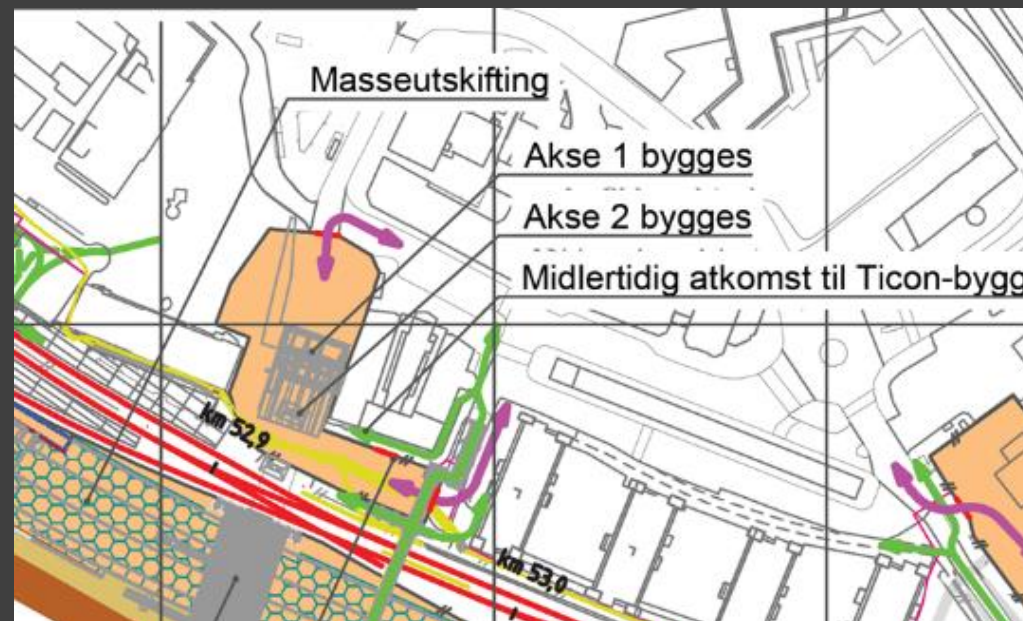 Masseutskifting
Akse 1 bygges
Akse 2 bygges
Midlertidig atkomst til Ticon-bygg
km 52,9
km 53,0